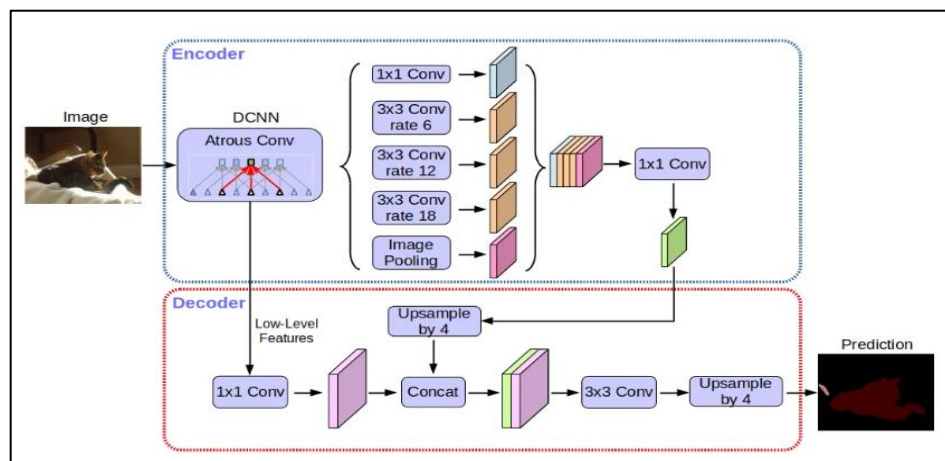 Encoder
Image
DCNN
Atrous Conv
1x1 Conv
3x3 Conv
rate 6
3x3 Conv
rate 12
3x3 Conv
rate 18
Image
Pooling
1x1 Conv
Decoder
Low-Level
Features
Upsample
by 4
1x1 Conv
Concat
3x3 Conv
Upsample
by 4
Prediction